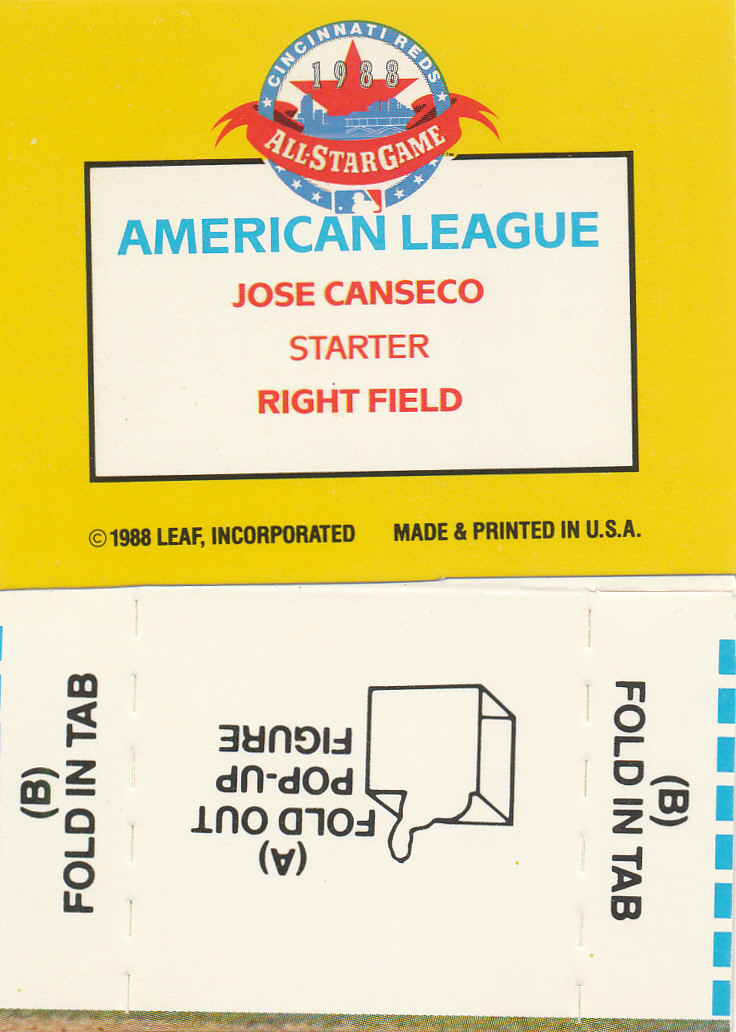 CINCINNATI REDS
1988
ALL-STAR GAME
™
AMERICAN LEAGUE
JOSE CANSECO
STARTER
RIGHT FIELD
© 1988 LEAF, INCORPORATED MADE & PRINTED IN U.S.A.
(B)
FOLD IN TAB
(A)
FOLD OUT
POP-UP
FIGURE
(B)
FOLD IN TAB